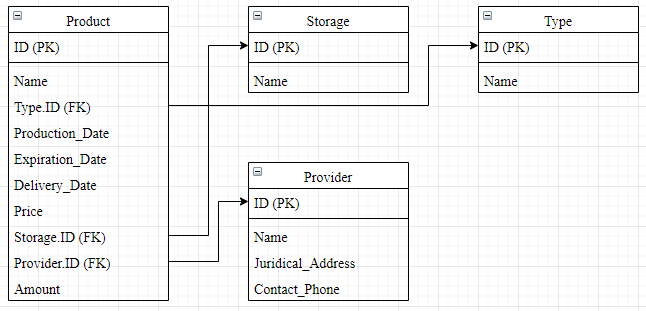 Product
ID (PK)
Name
Type.ID (FK)
Production_Date
Expiration_Date
Delivery_Date
Price
Storage.ID (FK)
Provider.ID (FK)
Amount
Storage
ID (PK)
Name
Type
ID (PK)
Name
Provider
ID (PK)
Name
Juridical_Address
Contact_Phone